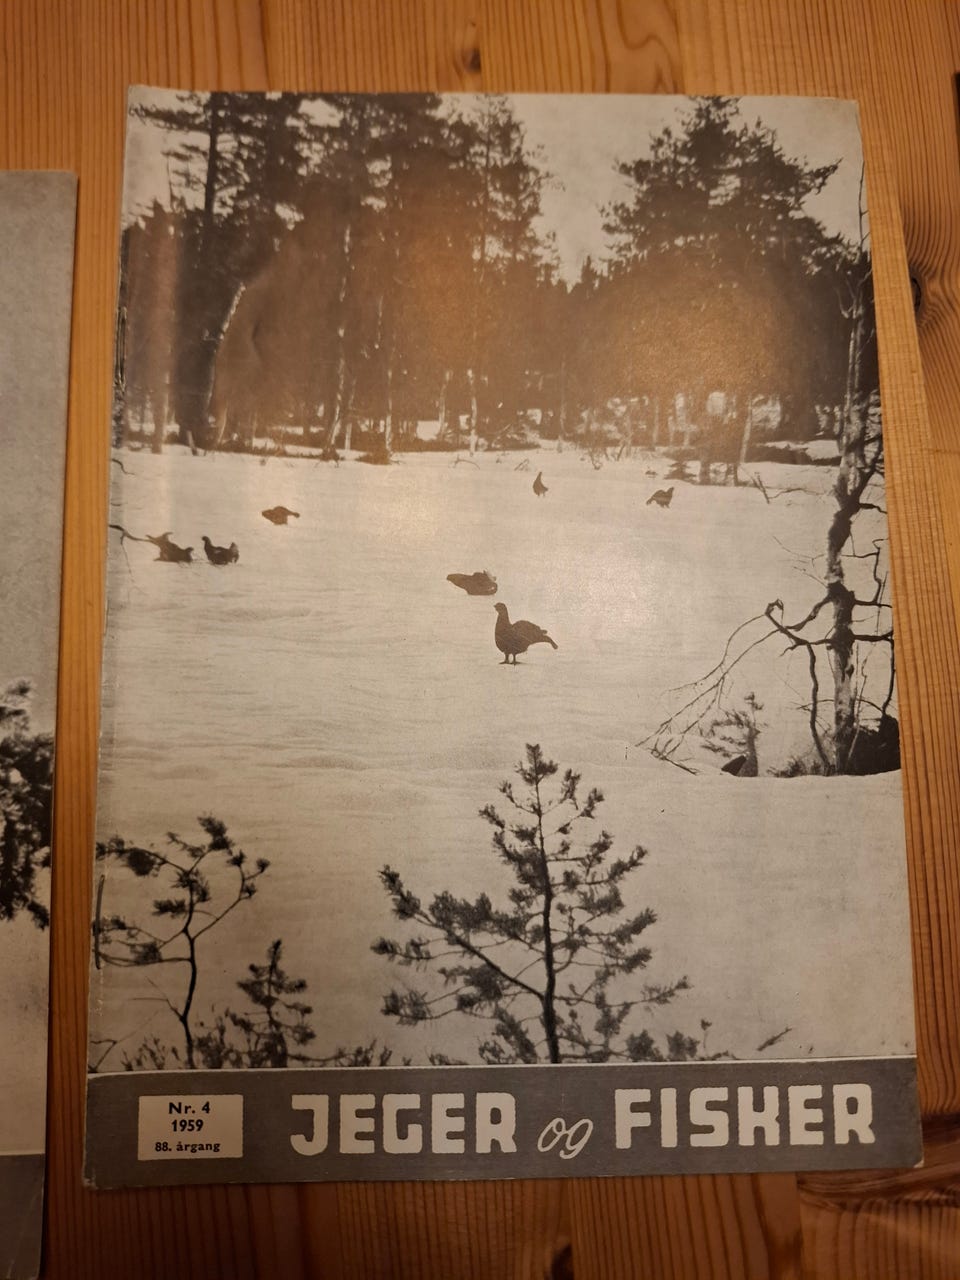 Nr. 4
1959
88. årgang
JEGER og FISKER